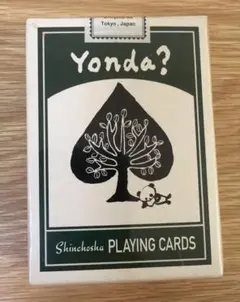 Tokyo, Japan
Yonda?
Shinchosha PLAYING CARDS